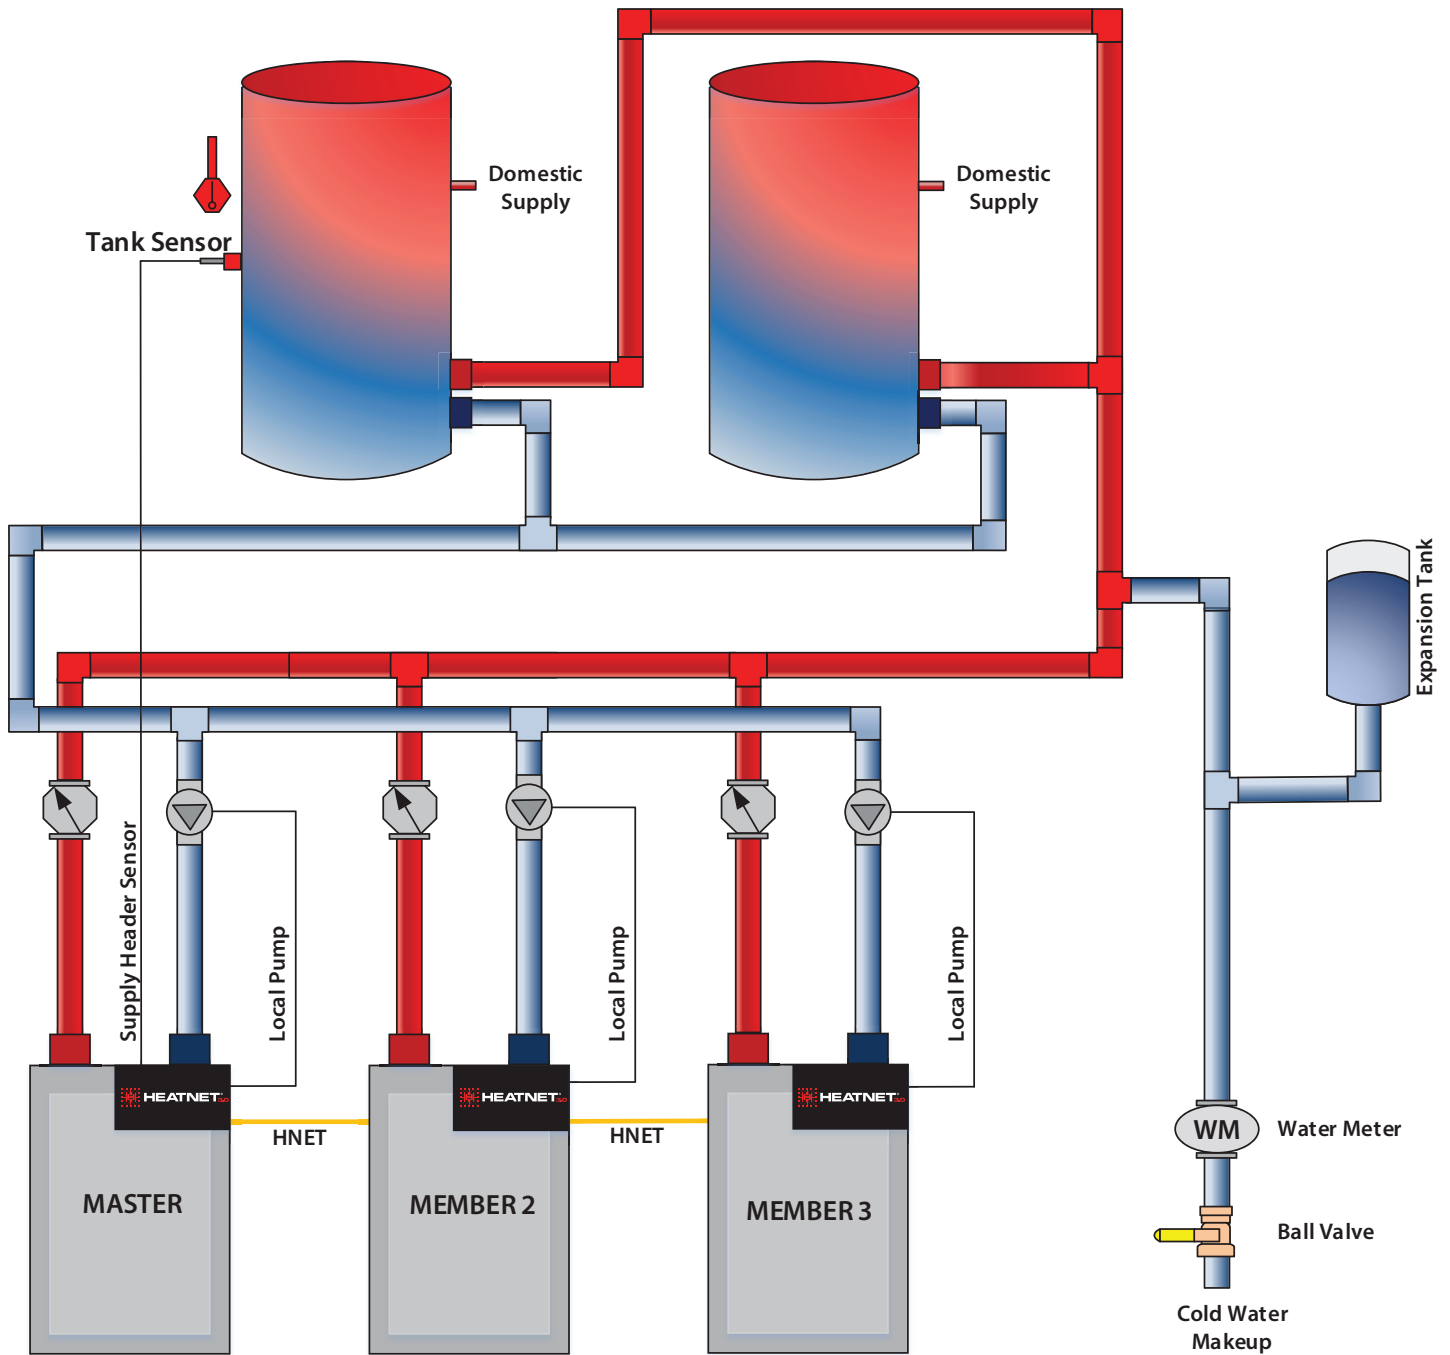 Domestic
Supply
Domestic
Supply
Tank Sensor
Expansion Tank
Supply Header Sensor
Local Pump
Local Pump
Local Pump
HEATNET
HEATNET
HEATNET
HNET
HNET
WM
Water Meter
MASTER
MEMBER 2
MEMBER 3
Ball Valve
Cold Water
Makeup